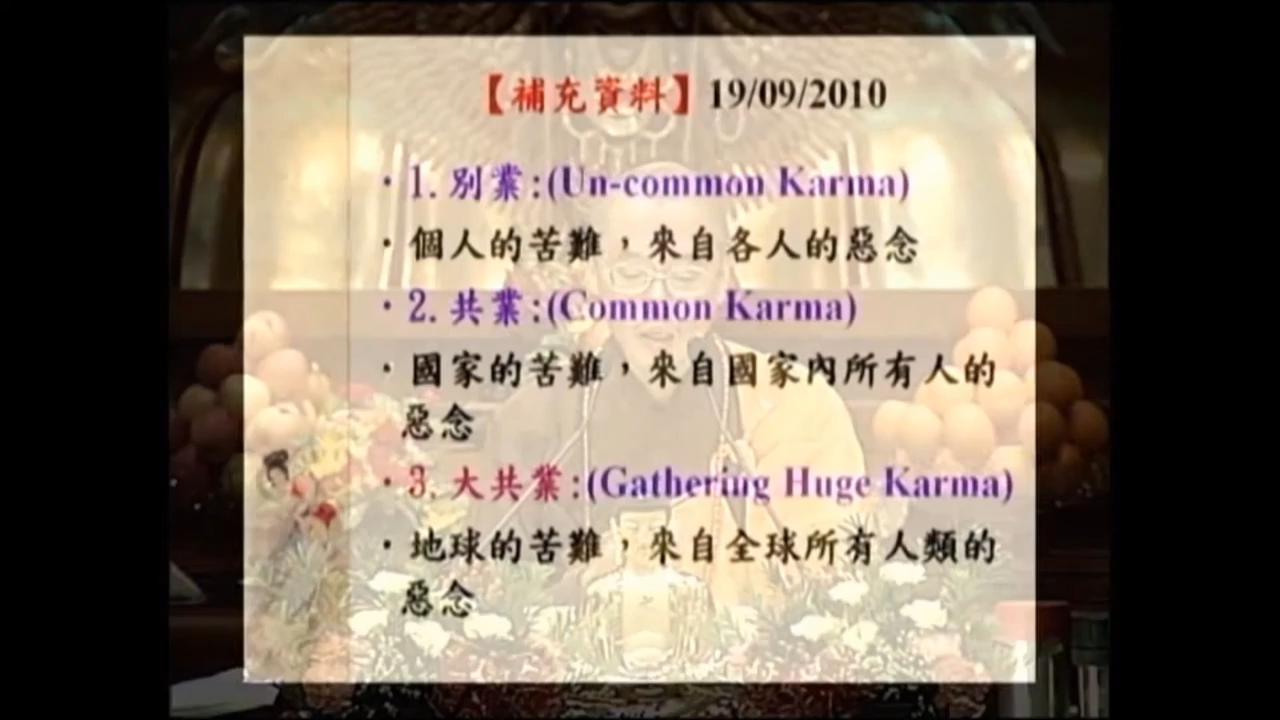 【補充資料】19/09/2010
· 1. 別業:(Un-common Karma)
· 個人的苦難，來自各人的惡念
· 2. 共業:(Common Karma)
· 國家的苦難，來自國家內所有人的
惡念
· 3. 大共業:(Gathering Huge Karma)
· 地球的苦難，來自全球所有人類的
惡念